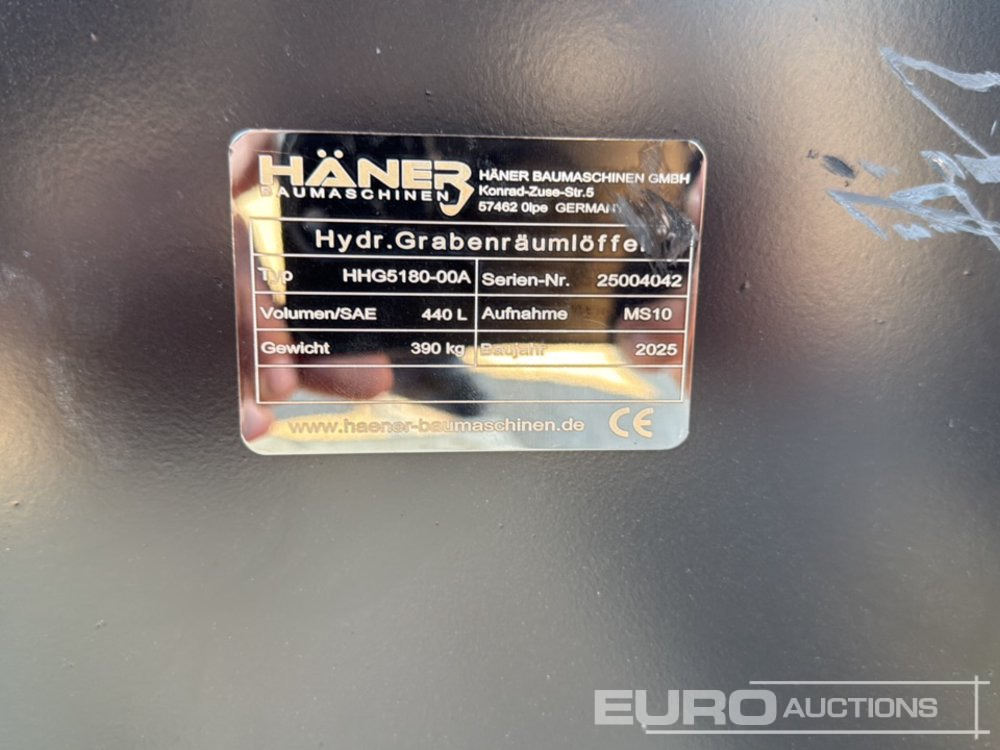 HÄNER
BAUMASCHINEN
HÄNER BAUMASCHINEN GMBH
Konrad-Zuse-Str.5
57462 Olpe GERMANY
Hydr.Grabenräumlöffel
Typ HHG5180-00A Serien-Nr. 25004042
Volumen/SAE 440 L Aufnahme MS10
Gewicht 390 kg Baujahr 2025
www.haener-baumaschinen.de CE
EURO AUCTIONS